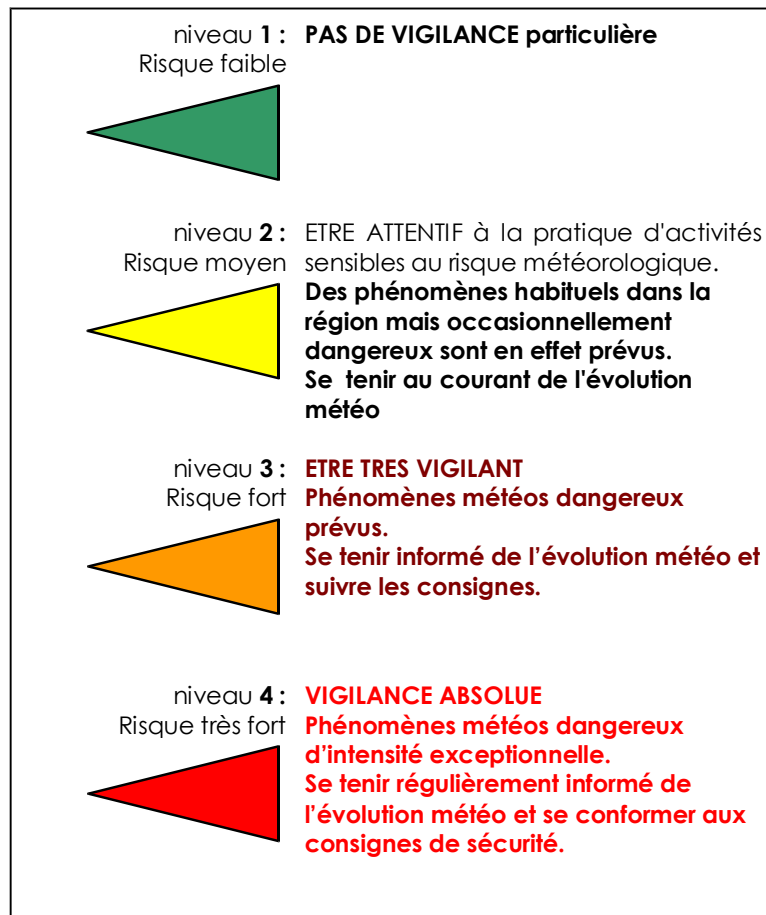 niveau 1 : PAS DE VIGILANCE particulière
Risque faible
niveau 2 : ETRE ATTENTIF à la pratique d'activités
Risque moyen sensibles au risque météorologique.
Des phénomènes habituels dans la
région mais occasionnellement
dangereux sont en effet prévus.
Se tenir au courant de l'évolution
météo
niveau 3 : ETRE TRES VIGILANT
Risque fort Phénomènes météos dangereux
prévus.
Se tenir informé de l’évolution météo et
suivre les consignes.
niveau 4 : VIGILANCE ABSOLUE
Risque très fort Phénomènes météos dangereux
d’intensité exceptionnelle.
Se tenir régulièrement informé de
l’évolution météo et se conformer aux
consignes de sécurité.